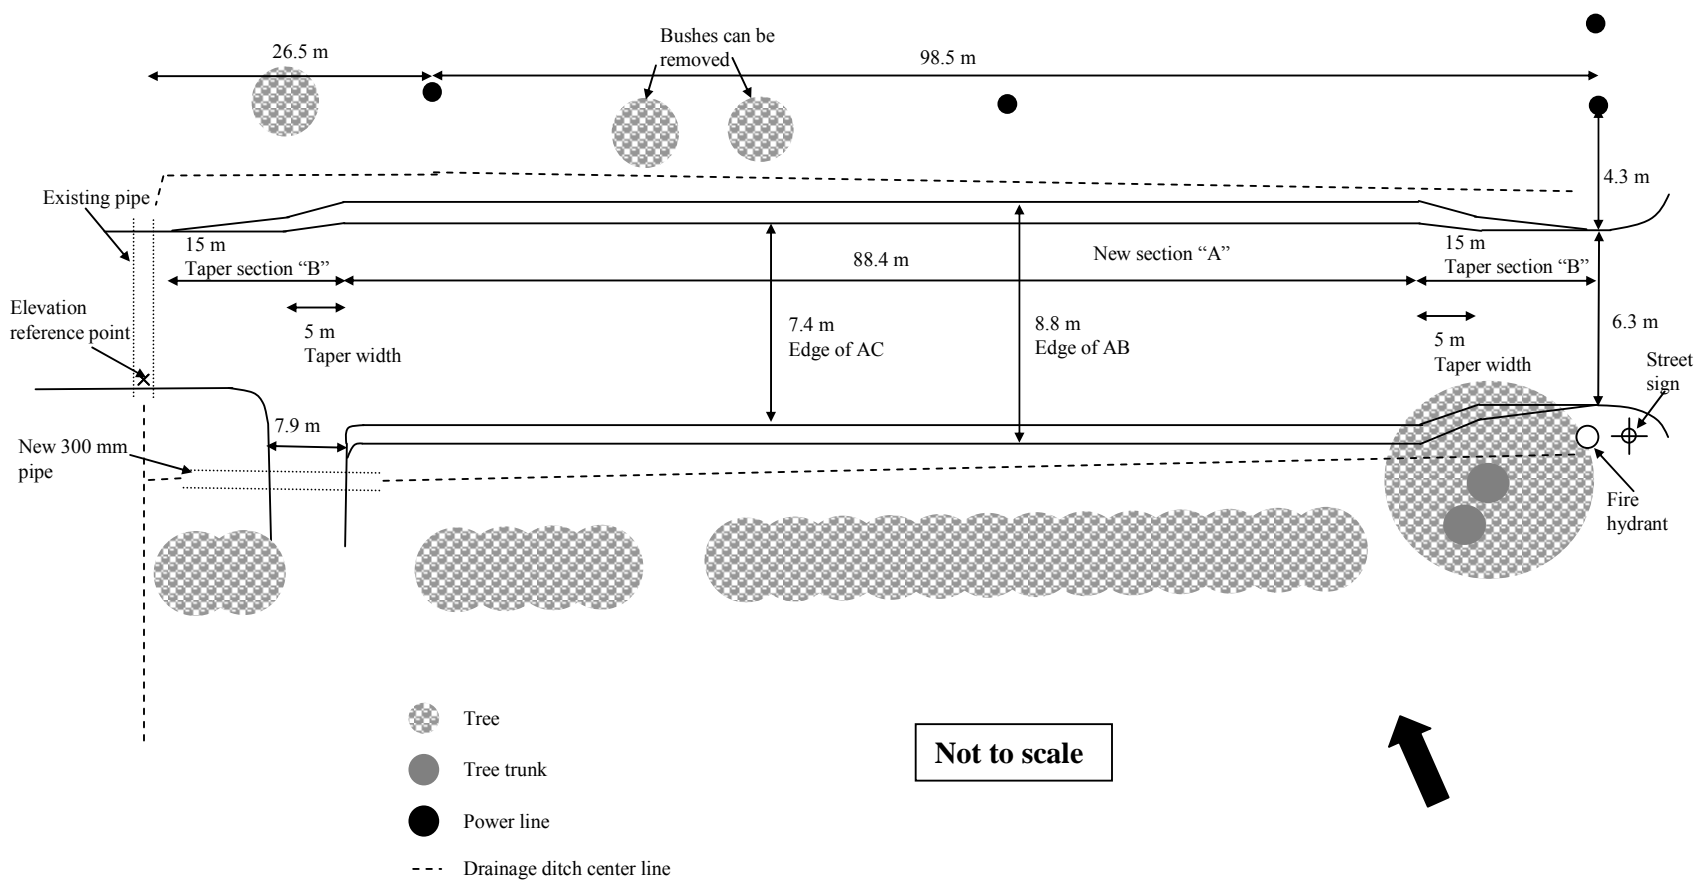 Bushes can be
removed
26.5 m
98.5 m
Existing pipe
4.3 m
15 m
Taper section “B”
88.4 m
New section “A”
15 m
Taper section “B”
Elevation
reference point
5 m
Taper width
7.4 m
Edge of AC
8.8 m
Edge of AB
5 m
Taper width
6.3 m
Street
sign
7.9 m
New 300 mm
pipe
Fire
hydrant
Tree
Tree trunk
Power line
Drainage ditch center line
Not to scale